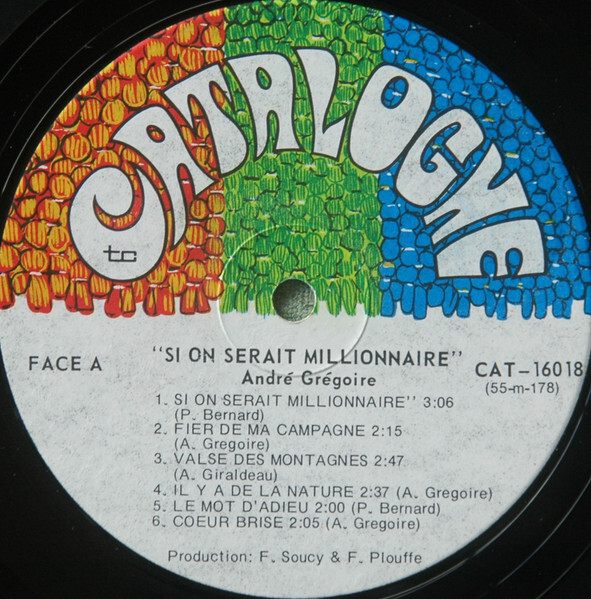 CATALOGNE
tc
FACE A
"SI ON SERAIT MILLIONNAIRE"
André Grégoire
CAT-16018
(55-m-178)
1. SI ON SERAIT MILLIONNAIRE" 3:06
(P. Bernard)
2. FIER DE MA CAMPAGNE 2:15
(A. Gregoire)
3. VALSE DES MONTAGNES 2:47
(A. Giraldeau)
4. IL Y A DE LA NATURE 2:37 (A. Gregoire)
5. LE MOT D'ADIEU 2:00 (P. Bernard)
6. COEUR BRISE 2:05 (A. Gregoire)
Production: F. Soucy & F. Plouffe